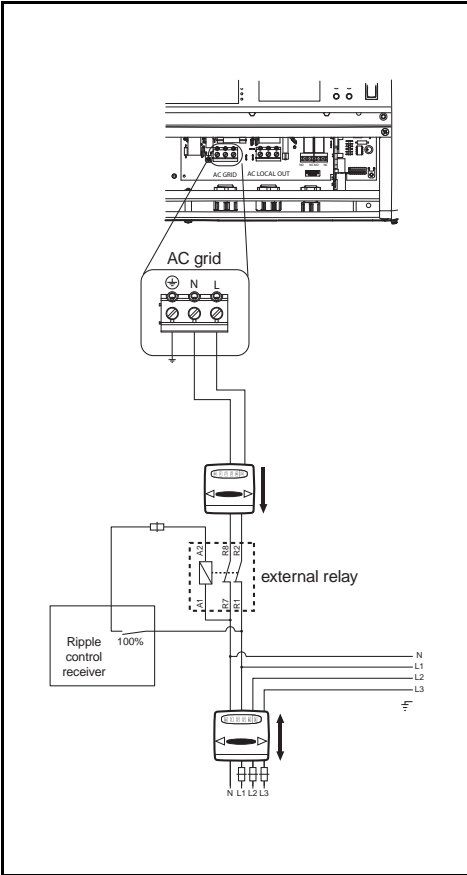 AC GRID AC LOCAL OUT
AC grid
N L
A2 R8 R2
external relay
A1 R7 R1
100%
Ripple
control
receiver
N
L1
L2
L3
N L1 L2 L3